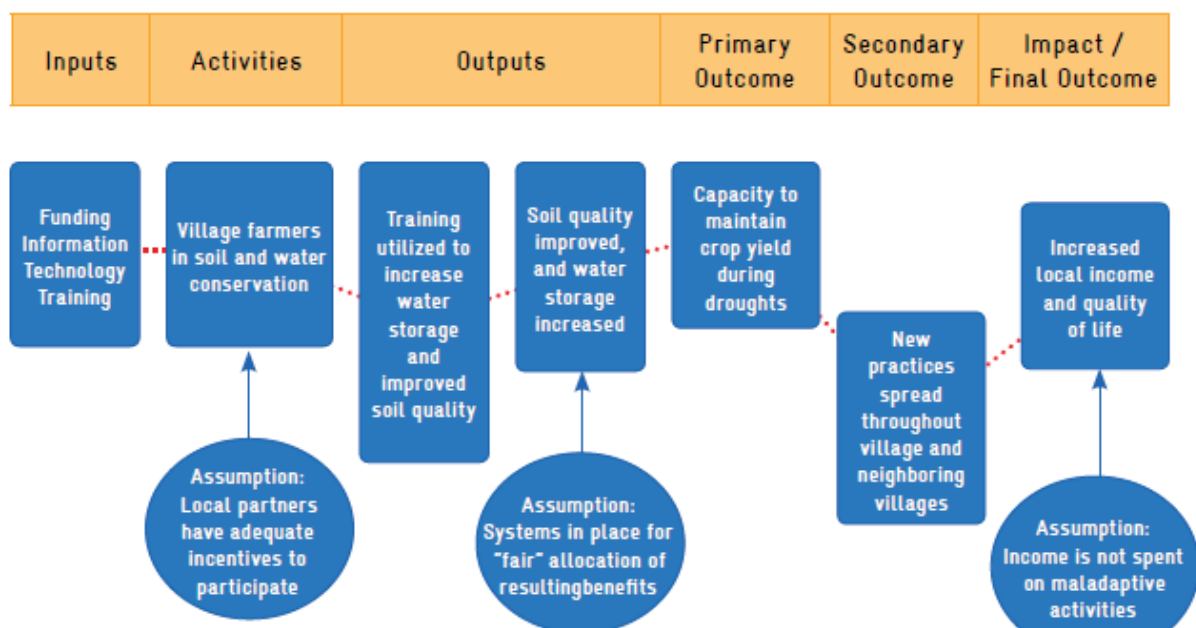 Inputs
Activities
Outputs
Primary
Outcome
Secondary
Outcome
Impact /
Final Outcome
Funding
Information
Technology
Training
Village farmers
in soil and water
conservation
Training
utilized to
increase
water
storage
and
improved
soil quality
Soil quality
improved,
and water
storage
increased
Capacity to
maintain
crop yield
during
droughts
New
practices
spread
throughout
village and
neighboring
villages
Increased
local income
and quality
of life
Assumption:
Local partners
have adequate
incentives to
participate
Assumption:
Systems in place for
"fair" allocation of
resultingbenefits
Assumption:
Income is not spent
on maladaptive
activities